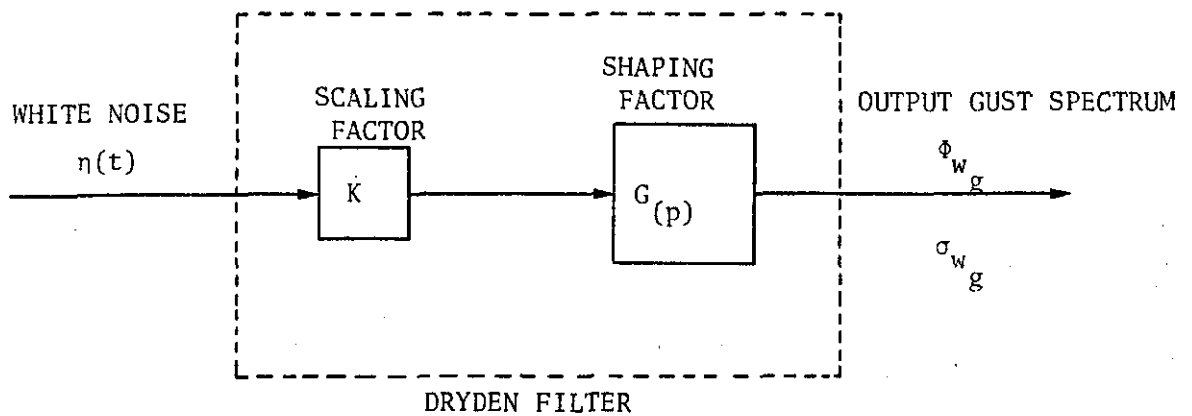 WHITE NOISE
η(t)
SCALING
FACTOR
K
SHAPING
FACTOR
G(p)
OUTPUT GUST SPECTRUM
Φwg
σwg
DRYDEN FILTER